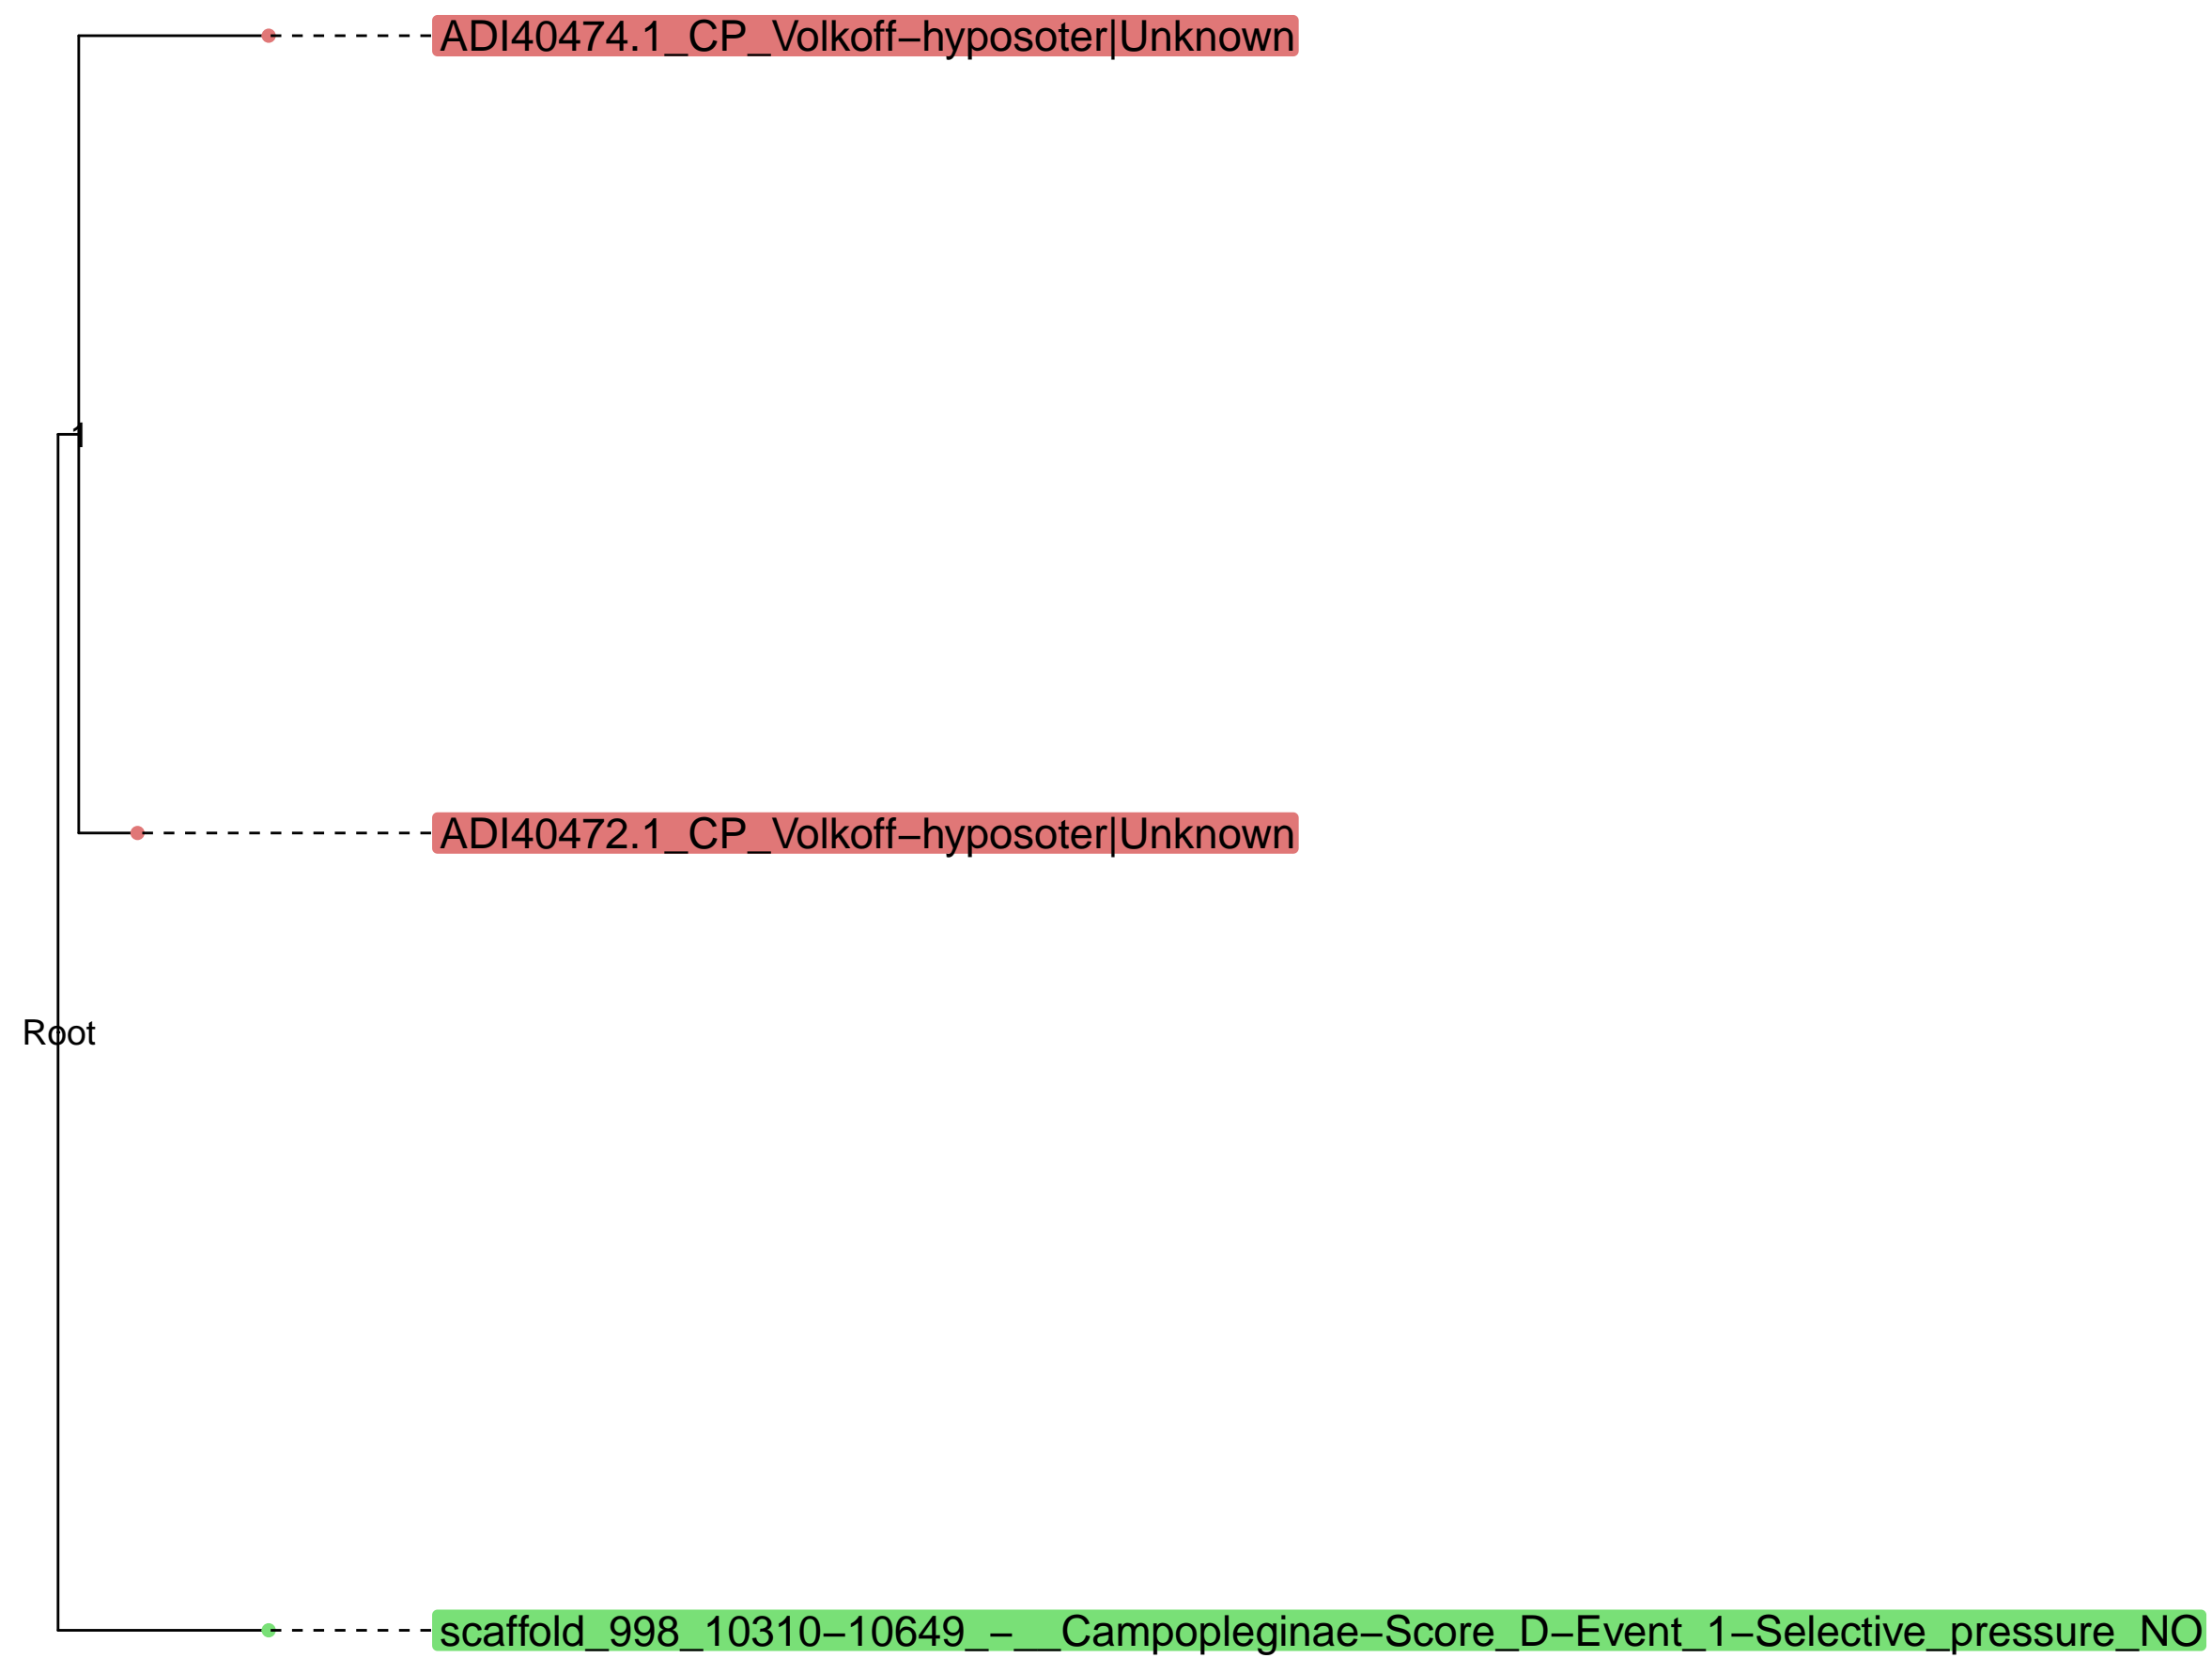 ADI40474.1_CP_Volkoff−hyposoter|Unknown
1
ADI40472.1_CP_Volkoff−hyposoter|Unknown
Root
scaffold_998_10310−10649_−__Campopleginae−Score_D−Event_1−Selective_pressure_NO